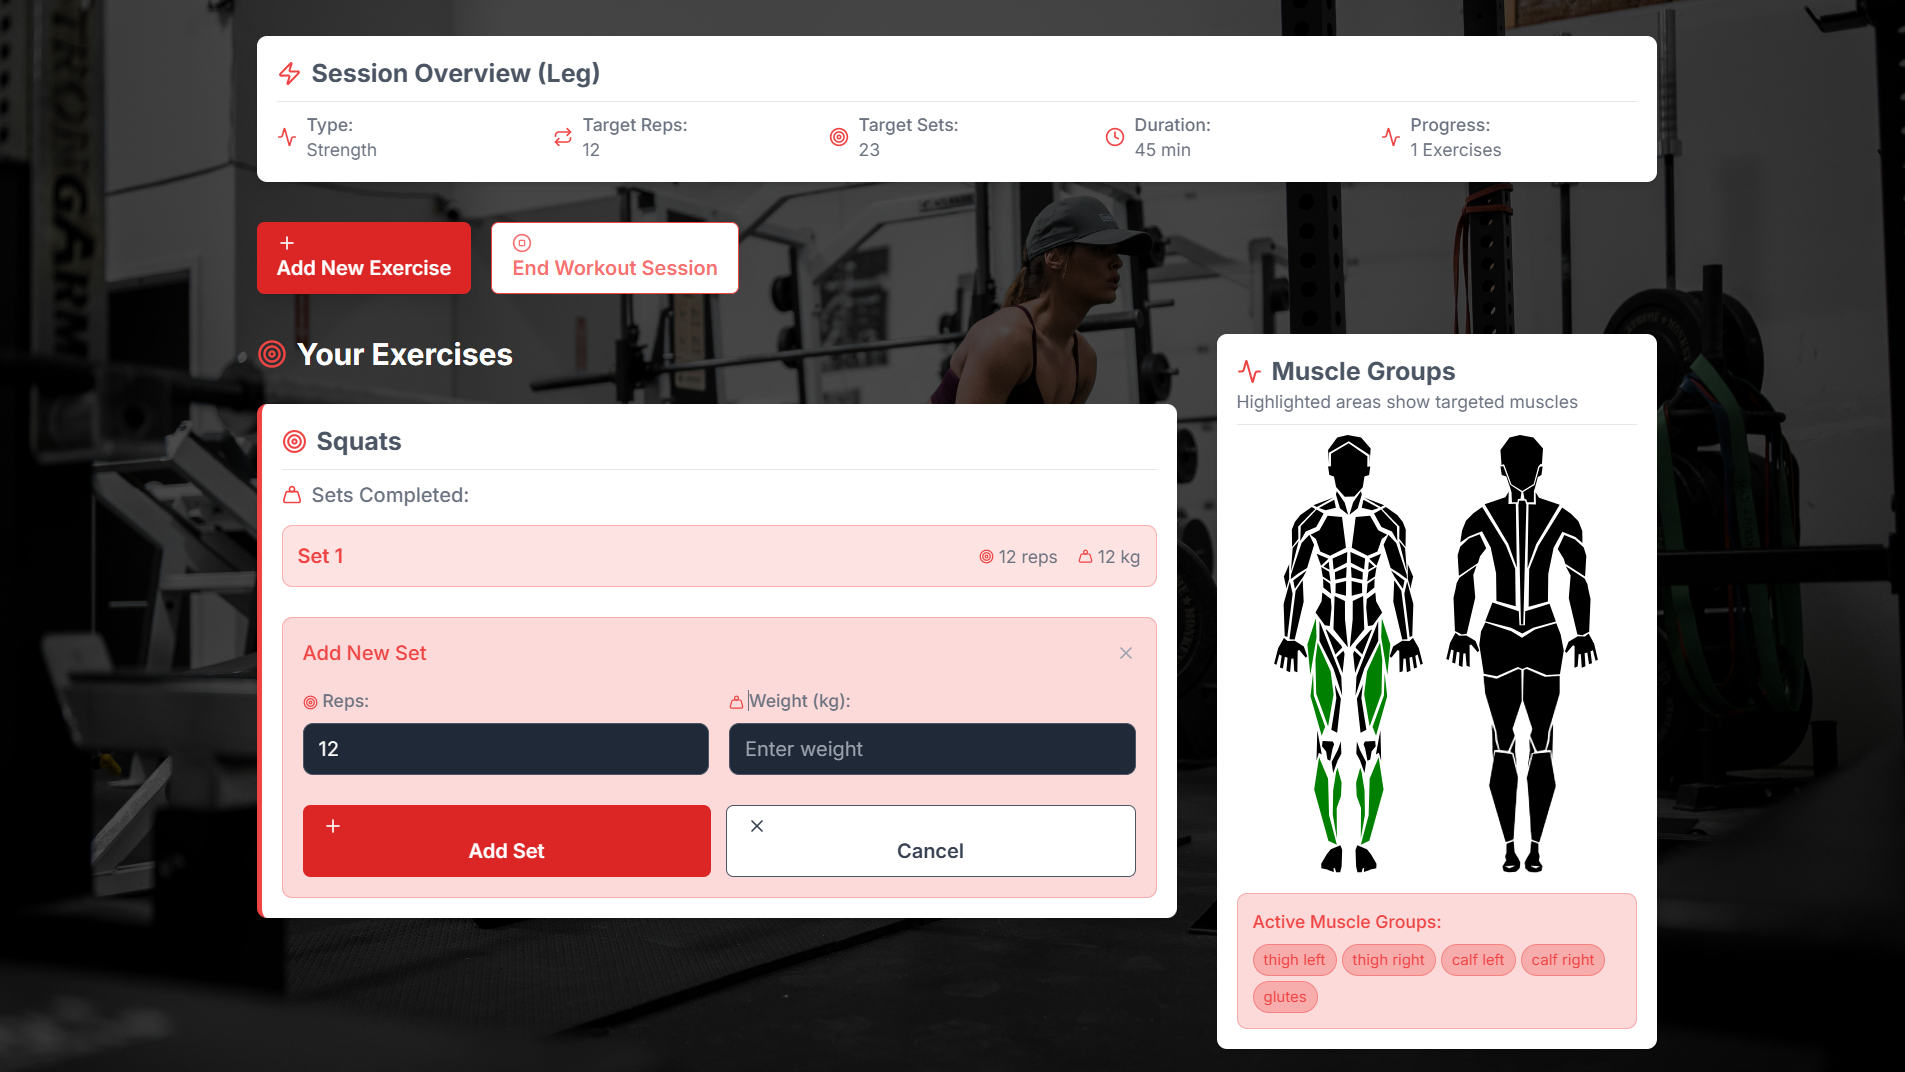 Session Overview (Leg)
Type:
Strength
Target Reps:
12
Target Sets:
23
Duration:
45 min
Progress:
1 Exercises
Add New Exercise
End Workout Session
Your Exercises
Squats
Sets Completed:
Set 1
12 reps
12 kg
Add New Set
Reps:
Weight (kg):
12
Enter weight
Add Set
Cancel
Muscle Groups
Highlighted areas show targeted muscles
Active Muscle Groups:
thigh left
thigh right
calf left
calf right
glutes